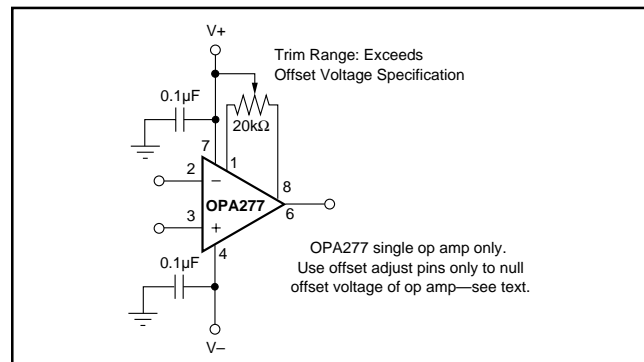 V+
Trim Range: Exceeds
Offset Voltage Specification
0.1µF
20kΩ
7
1
2
–
8
OPA277
6
3
+
4
0.1µF
OPA277 single op amp only.
Use offset adjust pins only to null
offset voltage of op amp—see text.
V–